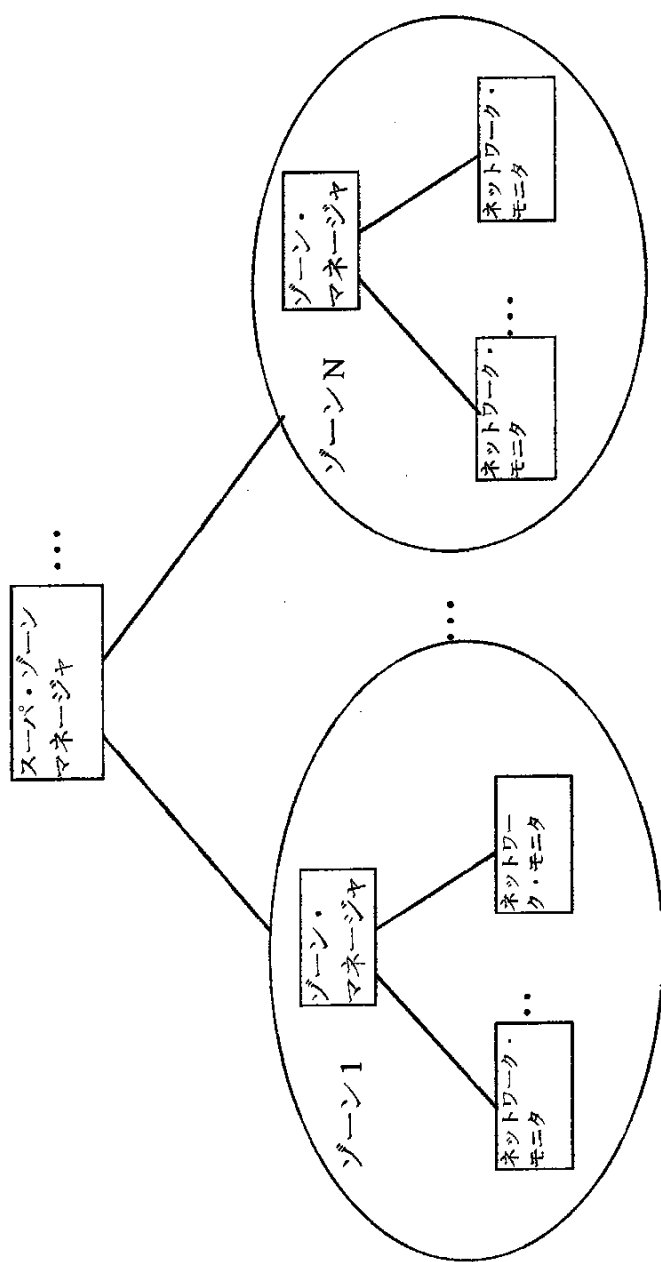 スーパ・ゾーン
マネージャ
...
ゾーン1
ゾーン・
マネージャ
ネットワーク・
モニタ
..
ネットワー
ク・モニタ
...
ゾーンN
ゾーン・
マネージャ
ネットワーク・
モニタ
...
ネットワーク・
モニタ